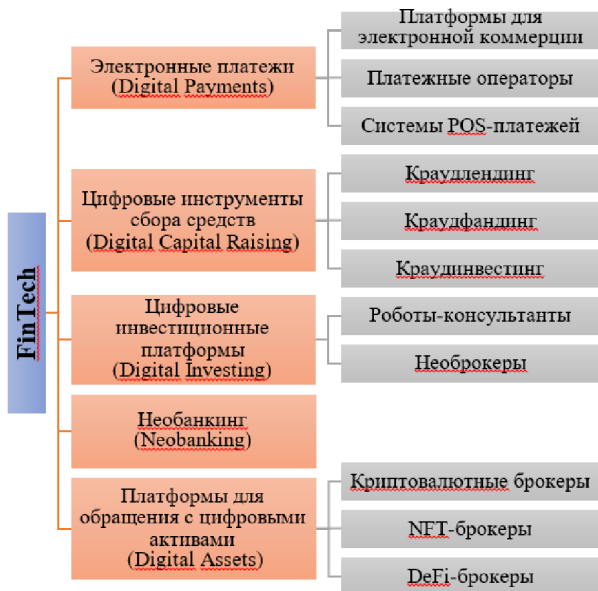 FinTech
Электронные платежи
(Digital Payments)
Платформы для
электронной коммерции
Платежные операторы
Системы POS-платежей
Цифровые инструменты
сбора средств
(Digital Capital Raising)
Краудлендинг
Краудфандинг
Краудинвестинг
Цифровые
инвестиционные
платформы
(Digital Investing)
Роботы-консультанты
Необрокеры
Необанкинг
(Neobanking)
Платформы для
обращения с цифровыми
активами
(Digital Assets)
Криптовалютные брокеры
NFT-брокеры
DeFi-брокеры